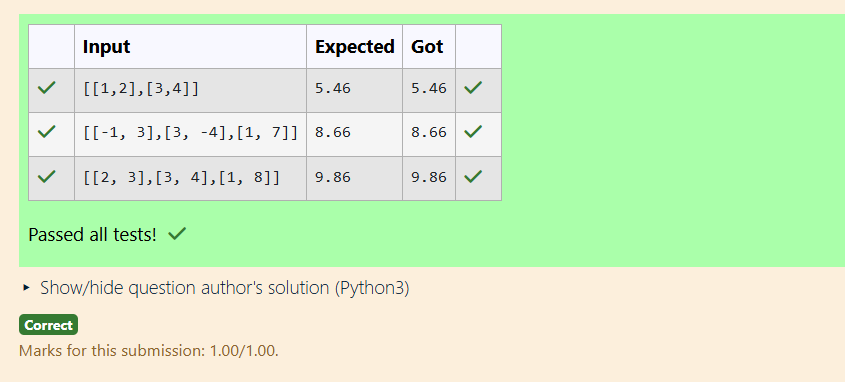 Input Expected Got
[[1,2],[3,4]] 5.46 5.46
[[-1, 3],[3, -4],[1, 7]] 8.66 8.66
[[2, 3],[3, 4],[1, 8]] 9.86 9.86
Passed all tests!
Show/hide question author's solution (Python3)
Correct
Marks for this submission: 1.00/1.00.